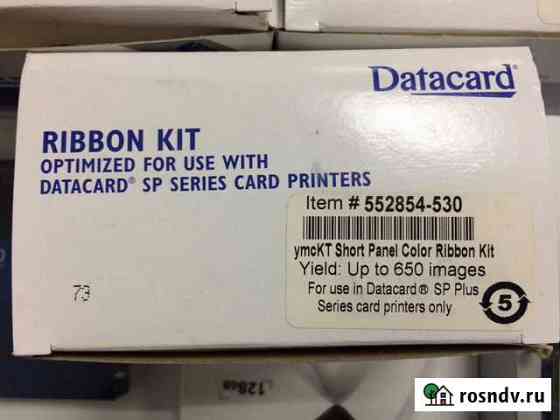 Datacard®
RIBBON KIT
OPTIMIZED FOR USE WITH
DATACARD® SP SERIES CARD PRINTERS
Item # 552854-530
ymcKT Short Panel Color Ribbon Kit
Yield: Up to 650 images
For use in Datacard® SP Plus
Series card printers only
5
73
128
rosndv.ru